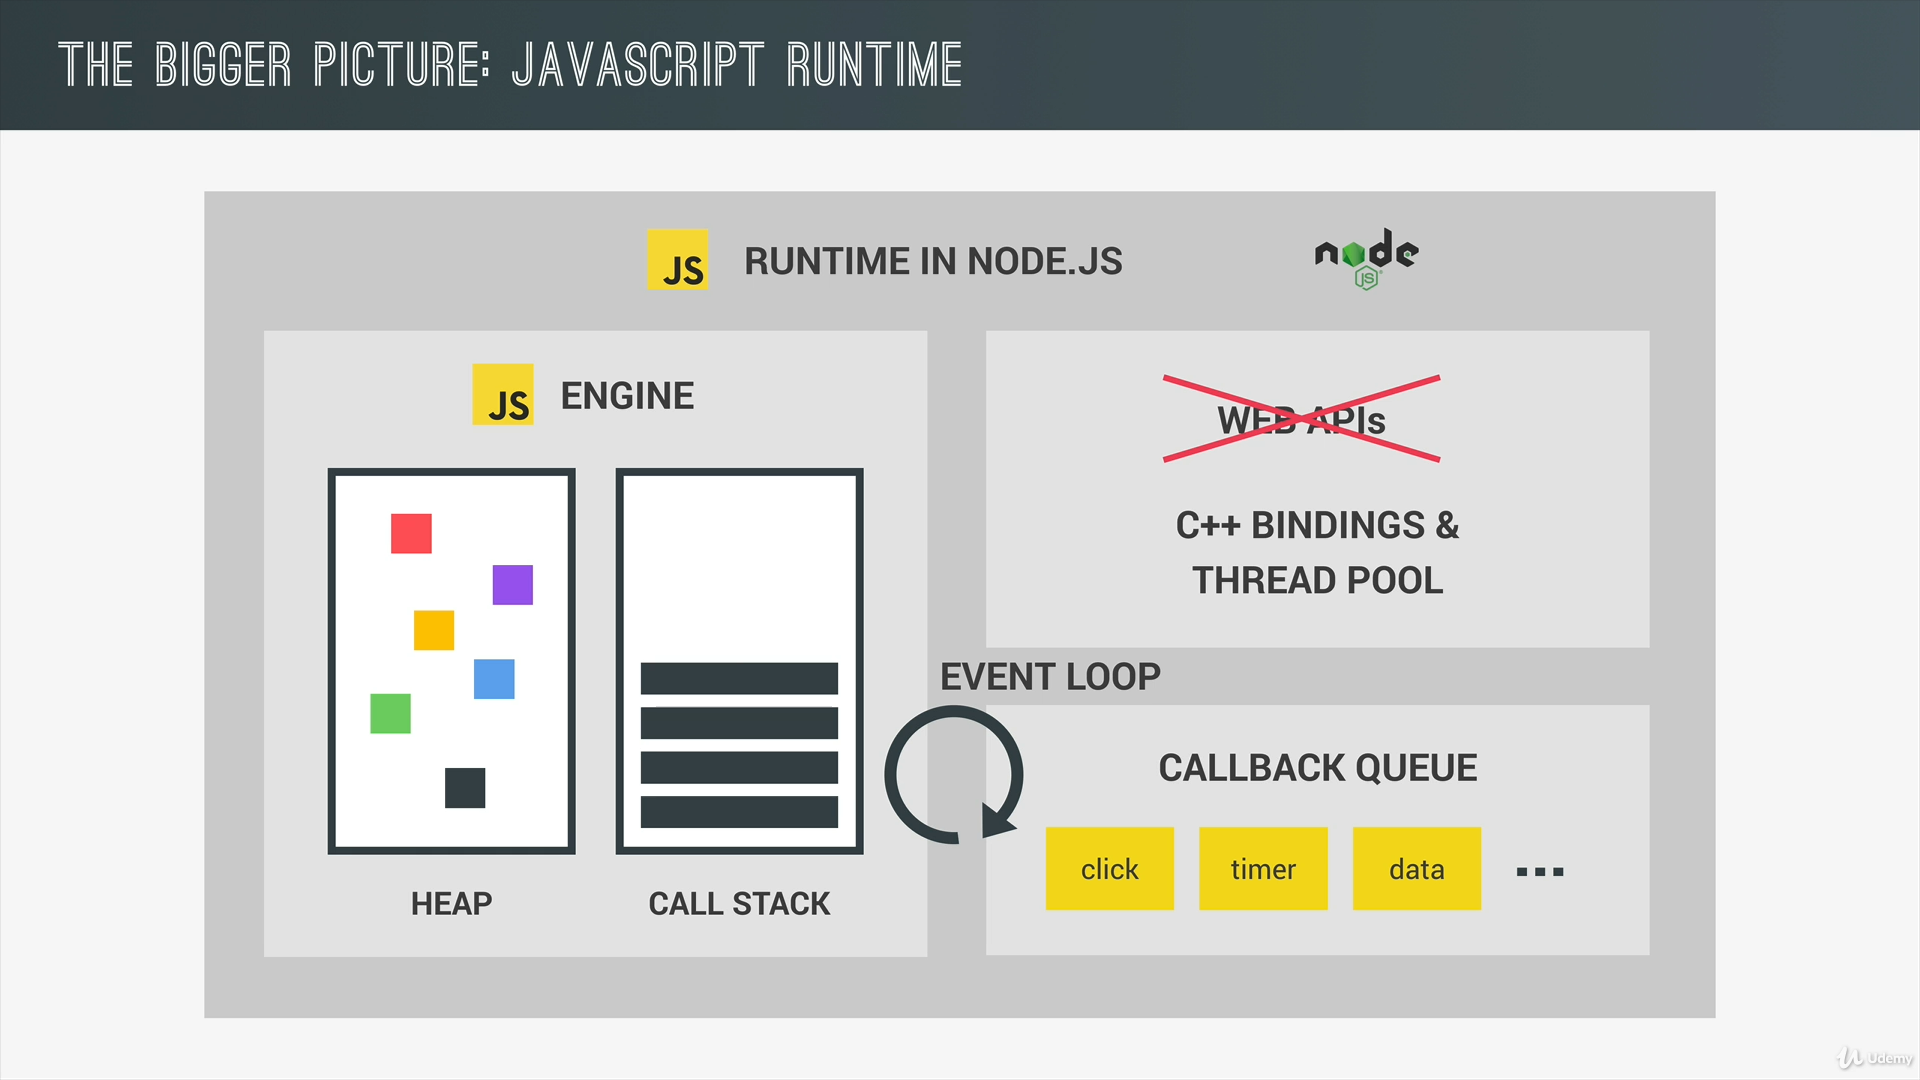 THE BIGGER PICTURE: JAVASCRIPT RUNTIME
JS RUNTIME IN NODE.JS
node
JS
JS ENGINE
HEAP
CALL STACK
WEB APIs
C++ BINDINGS &
THREAD POOL
EVENT LOOP
CALLBACK QUEUE
click timer data ...
Udemy